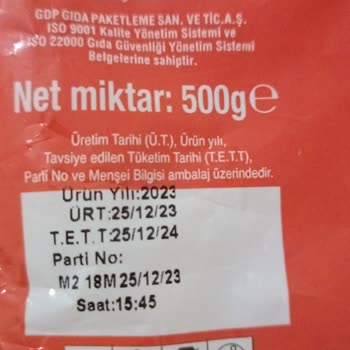 GDP GIDA PAKETLEME SAN. VE TİC.A.Ş.
ISO 9001 Kalite Yönetim Sistemi ve
ISO 22000 Gıda Güvenliği Yönetim Sistemi
Belgelerine sahiptir.
Net miktar: 500g℮
Üretim Tarihi (Ü.T.), Ürün yılı,
Tavsiye edilen Tüketim Tarihi (T.E.T.T),
Parti No ve Menşei Bilgisi ambalaj üzerindedir.
Ürün Yılı:2023
ÜRT:25/12/23
T.E.T.T:25/12/24
Parti No:
M2 18M 25/12/23
Saat:15:45